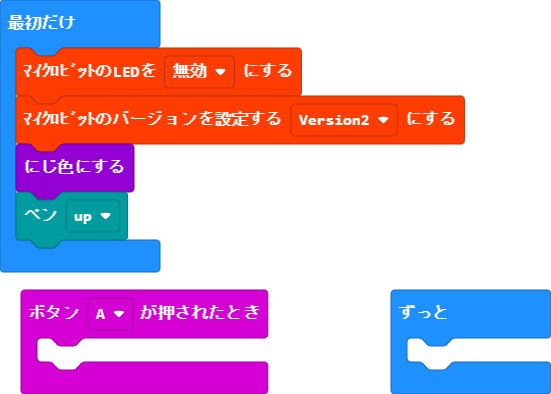 最初だけ
ﾏｲｸﾛﾋﾞｯﾄのLEDを 無効 にする
ﾏｲｸﾛﾋﾞｯﾄのバージョンを設定する Version2 にする
にじ色にする
ペン up
ボタン A が押されたとき
ずっと